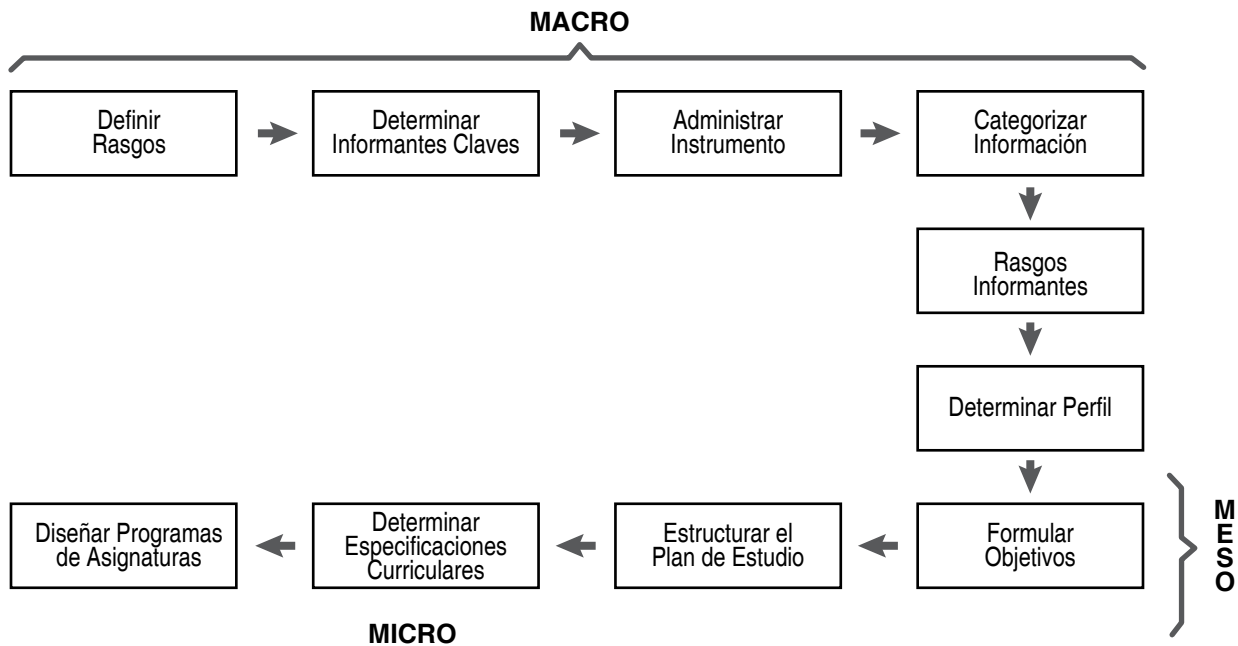 MACRO
Definir
Rasgos
Determinar
Informantes Claves
Administrar
Instrumento
Categorizar
Información
Rasgos
Informantes
Determinar Perfil
Formular
Objetivos
MESO
Estructurar el
Plan de Estudio
Determinar
Especificaciones
Curriculares
Diseñar Programas
de Asignaturas
MICRO